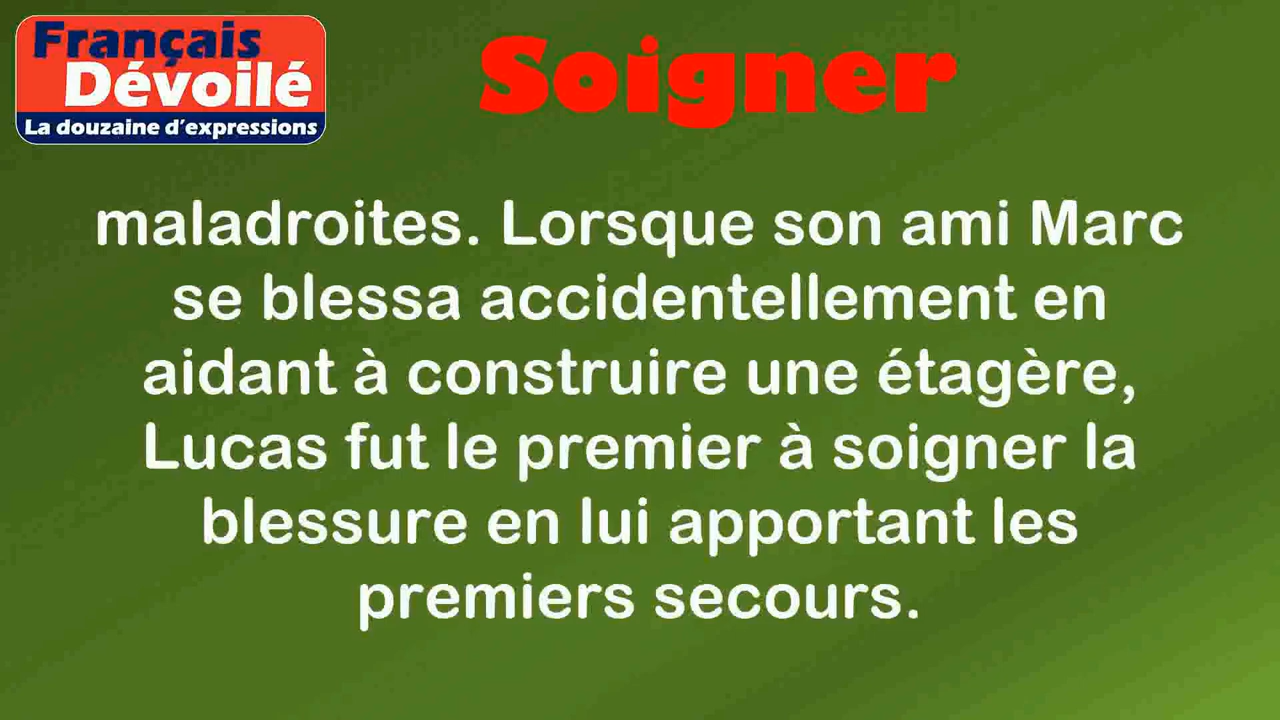 Français
Dévoilé
La douzaine d'expressions
Soigner
maladroites. Lorsque son ami Marc
se blessa accidentellement en
aidant à construire une étagère,
Lucas fut le premier à soigner la
blessure en lui apportant les
premiers secours.